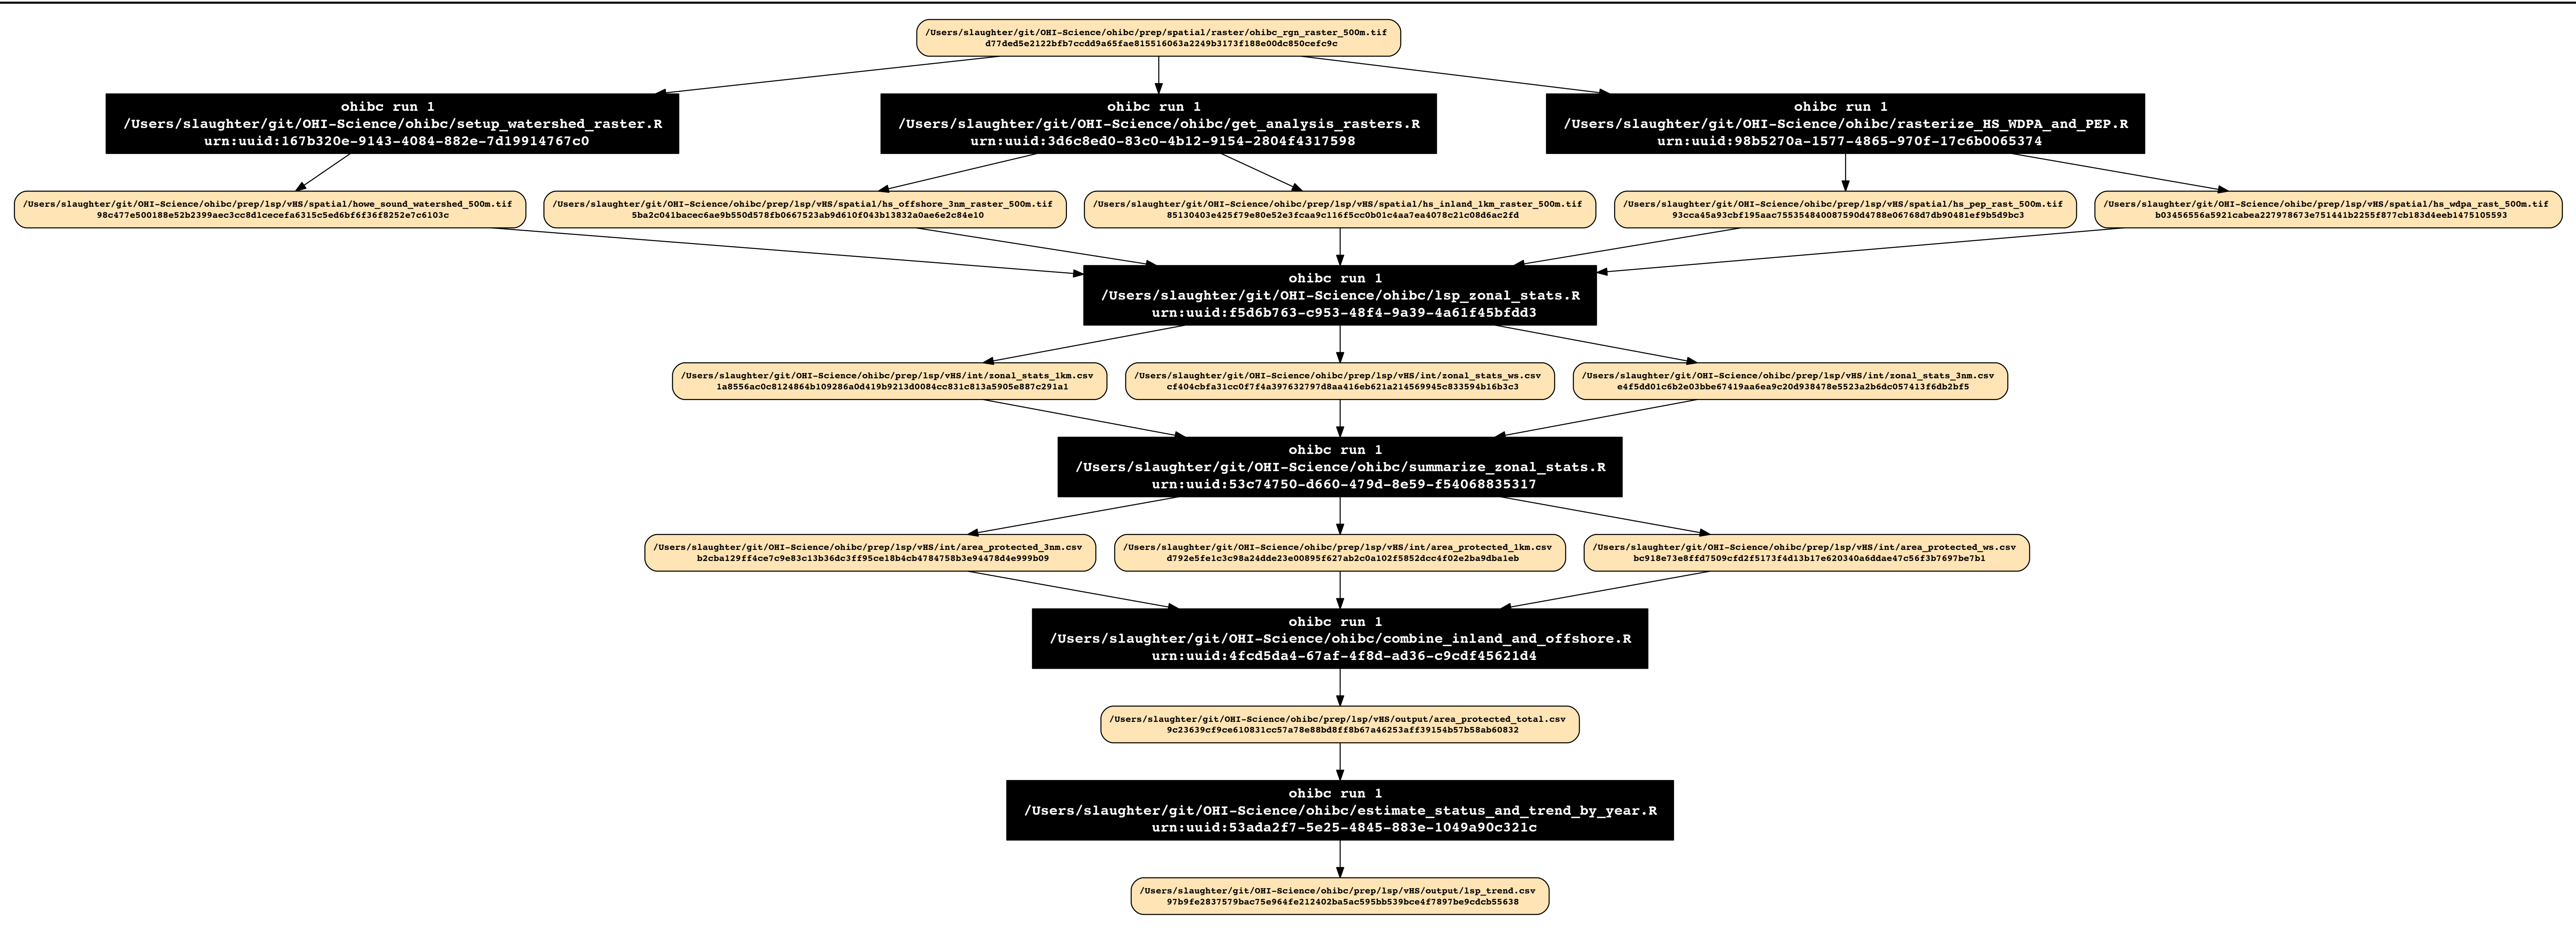 /Users/slaughter/git/OHI-Science/ohibc/prep/spatial/raster/ohibc_rgn_raster_500m.tif
d77ded5e2122bfb7ccdd9a65fae815516063a2249b3173f188e00dc850cefc9c
ohibc run 1
/Users/slaughter/git/OHI-Science/ohibc/setup_watershed_raster.R
urn:uuid:167b320e-9143-4084-882e-7d19914767c0
ohibc run 1
/Users/slaughter/git/OHI-Science/ohibc/get_analysis_rasters.R
urn:uuid:3d6c8ed0-83c0-4b12-9154-2804f4317598
ohibc run 1
/Users/slaughter/git/OHI-Science/ohibc/rasterize_HS_WDPA_and_PEP.R
urn:uuid:98b5270a-1577-4865-970f-17c6b0065374
/Users/slaughter/git/OHI-Science/ohibc/prep/lsp/vHS/spatial/howe_sound_watershed_500m.tif
98c477e500188e52b2399aec3cc8d1cecefa6315c5ed6bf6f36f8252e7c6103c
/Users/slaughter/git/OHI-Science/ohibc/prep/lsp/vHS/spatial/hs_offshore_3nm_raster_500m.tif
5ba2c041bacec6ae9b550d578fb0667523ab9d610f043b13832a0ae6e2c84e10
/Users/slaughter/git/OHI-Science/ohibc/prep/lsp/vHS/spatial/hs_inland_1km_raster_500m.tif
85130403e425f79e80e52e3fcaa9c116f5cc0b01c4aa7ea4078c21c08d6ac2fd
/Users/slaughter/git/OHI-Science/ohibc/prep/lsp/vHS/spatial/hs_pep_rast_500m.tif
93cca45a93cbf195aac755354840087590d4788e06768d7db90481ef9b5d9bc3
/Users/slaughter/git/OHI-Science/ohibc/prep/lsp/vHS/spatial/hs_wdpa_rast_500m.tif
b03456556a5921cabea227978673e751441b2255f877cb183d4eeb1475105593
ohibc run 1
/Users/slaughter/git/OHI-Science/ohibc/lsp_zonal_stats.R
urn:uuid:f5d6b763-c953-48f4-9a39-4a61f45bfdd3
/Users/slaughter/git/OHI-Science/ohibc/prep/lsp/vHS/int/zonal_stats_1km.csv
1a8556ac0c8124864b109286a0d419b9213d0084cc831c813a5905e887c291a1
/Users/slaughter/git/OHI-Science/ohibc/prep/lsp/vHS/int/zonal_stats_ws.csv
cf404cbfa31cc0f7f4a397632797d8aa416eb621a214569945c833594b16b3c3
/Users/slaughter/git/OHI-Science/ohibc/prep/lsp/vHS/int/zonal_stats_3nm.csv
e4f5dd01c6b2e03bbe67419aa6ea9c20d938478e5523a2b6dc057413f6db2bf5
ohibc run 1
/Users/slaughter/git/OHI-Science/ohibc/summarize_zonal_stats.R
urn:uuid:53c74750-d660-479d-8e59-f54068835317
/Users/slaughter/git/OHI-Science/ohibc/prep/lsp/vHS/int/area_protected_3nm.csv
b2cba129ff4ce7c9e83c13b36dc3ff95ce18b4cb4784758b3e94478d4e999b09
/Users/slaughter/git/OHI-Science/ohibc/prep/lsp/vHS/int/area_protected_1km.csv
d792e5fe1c3c98a24dde23e00895f627ab2c0a102f5852dcc4f02e2ba9dba1eb
/Users/slaughter/git/OHI-Science/ohibc/prep/lsp/vHS/int/area_protected_ws.csv
bc918e73e8ffd7509cfd2f5173f4d13b17e620340a6ddae47c56f3b7697be7b1
ohibc run 1
/Users/slaughter/git/OHI-Science/ohibc/combine_inland_and_offshore.R
urn:uuid:4fcd5da4-67af-4f8d-ad36-c9cdf45621d4
/Users/slaughter/git/OHI-Science/ohibc/prep/lsp/vHS/output/area_protected_total.csv
9c23639cf9ce610831cc57a78e88bd8ff8b67a46253aff39154b57b58ab60832
ohibc run 1
/Users/slaughter/git/OHI-Science/ohibc/estimate_status_and_trend_by_year.R
urn:uuid:53ada2f7-5e25-4845-883e-1049a90c321c
/Users/slaughter/git/OHI-Science/ohibc/prep/lsp/vHS/output/lsp_trend.csv
97b9fe2837579bac75e964fe212402ba5ac595bb539bce4f7897be9cdcb55638